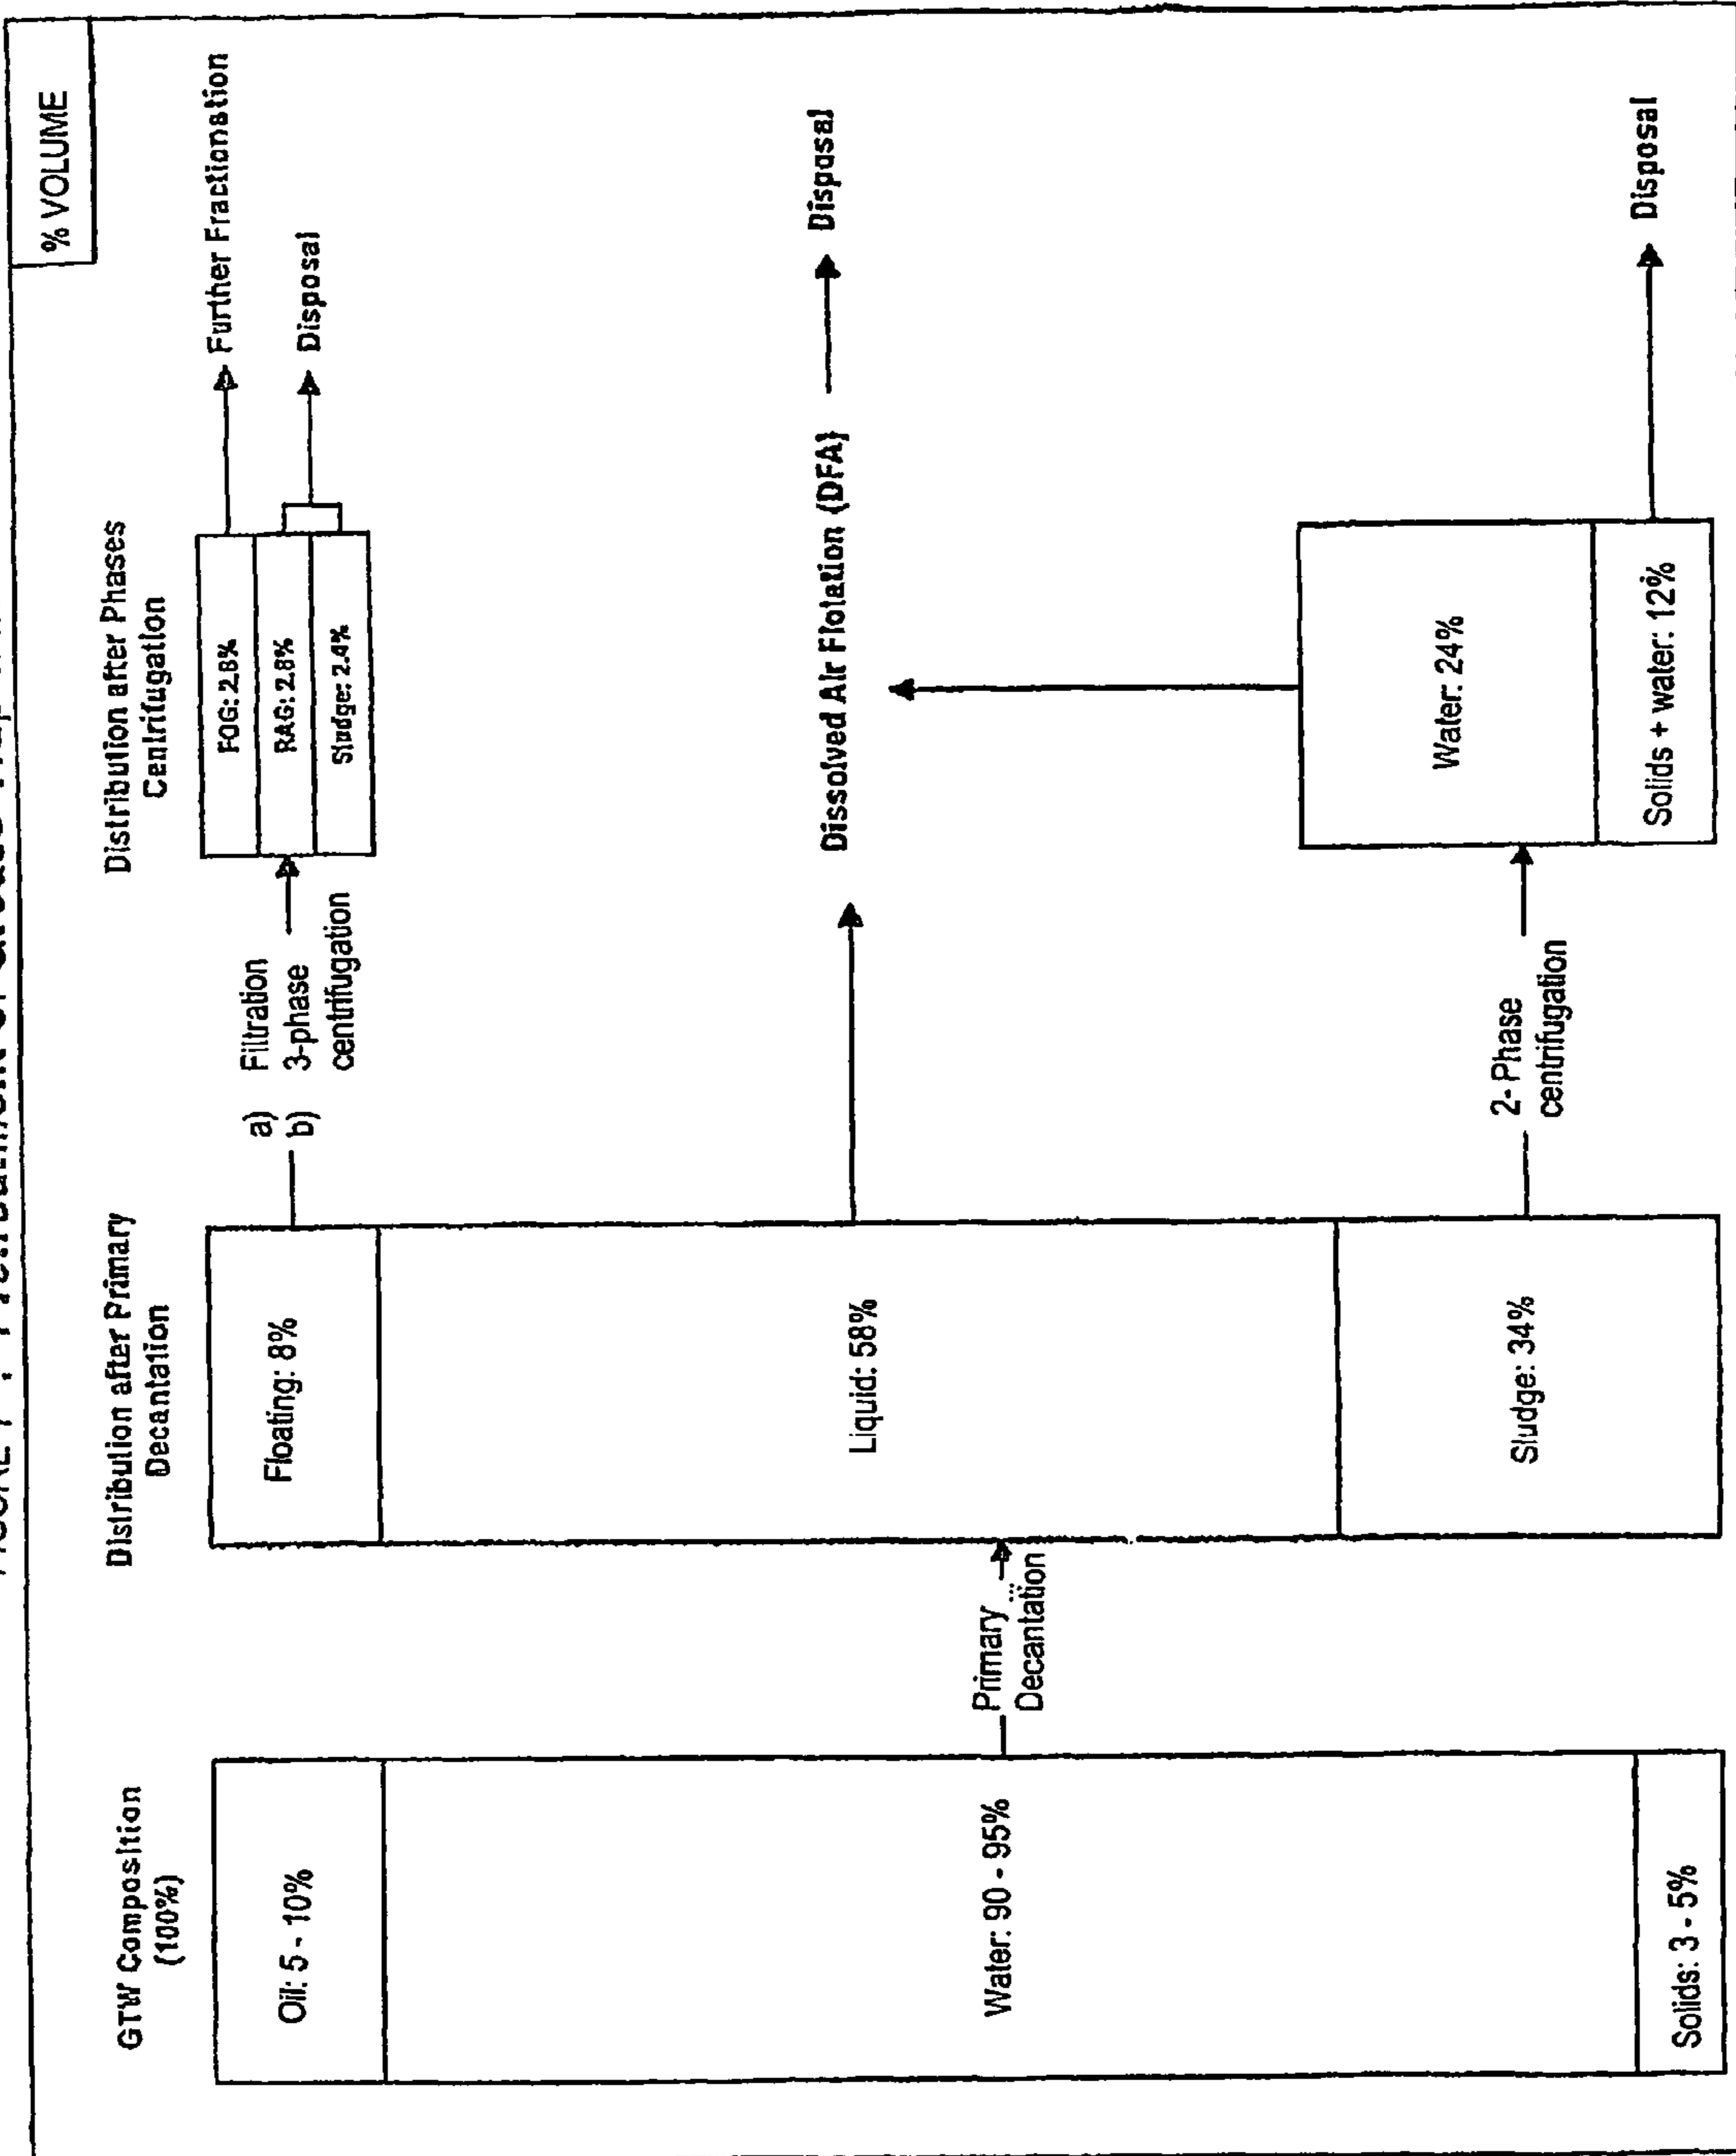 % VOLUME
GTW Composition
(100%)
Distribution after Primary
Decantation
Distribution after Phases
Centrifugation
Oil: 5 - 10%
Water: 90 - 95%
Solids: 3 - 5%
Primary
Decantation
Floating: 8%
Liquid: 58%
Sludge: 34%
a) Filtration
b) 3-phase
centrifugation
2- Phase
centrifugation
FOG: 2.8%
RAG: 2.8%
Sludge: 2.4%
Further Fractionation
Disposal
Dissolved Air Flotation (DFA)
Disposal
Water: 24%
Solids + water: 12%
Disposal